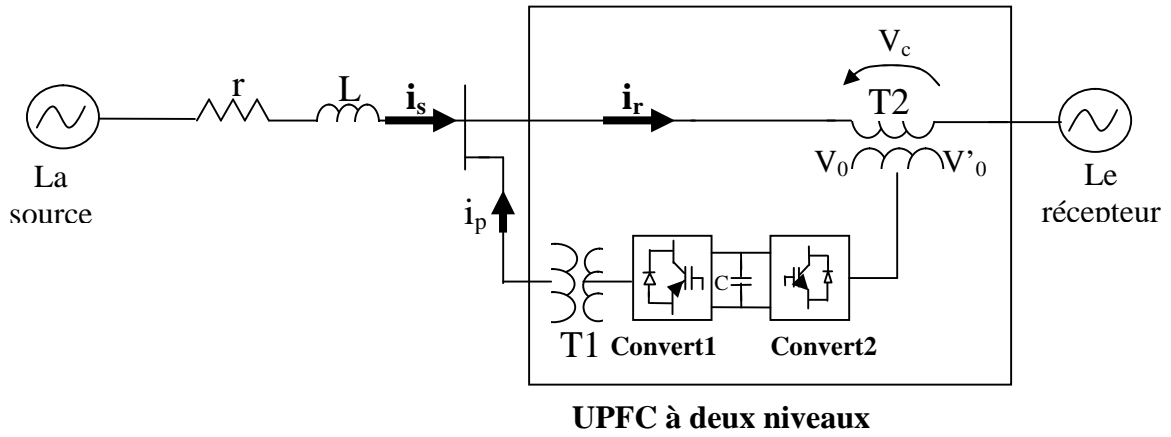 V_c
r
L
i_s
i_r
T2
V_0
V'_0
La
source
Le
récepteur
i_p
C
T1
Convert1
Convert2
UPFC à deux niveaux